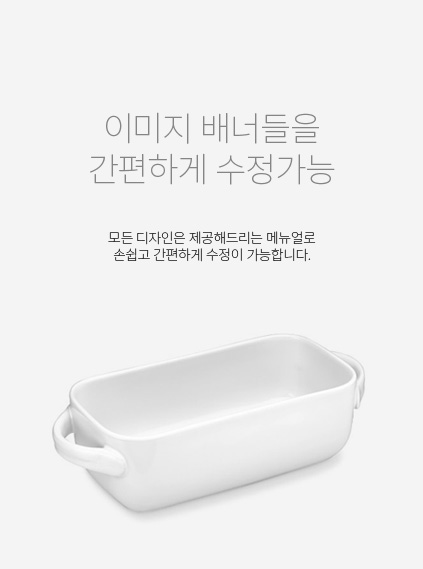 이미지 배너들을
간편하게 수정가능
모든 디자인은 제공해드리는 메뉴얼로
손쉽고 간편하게 수정이 가능합니다.